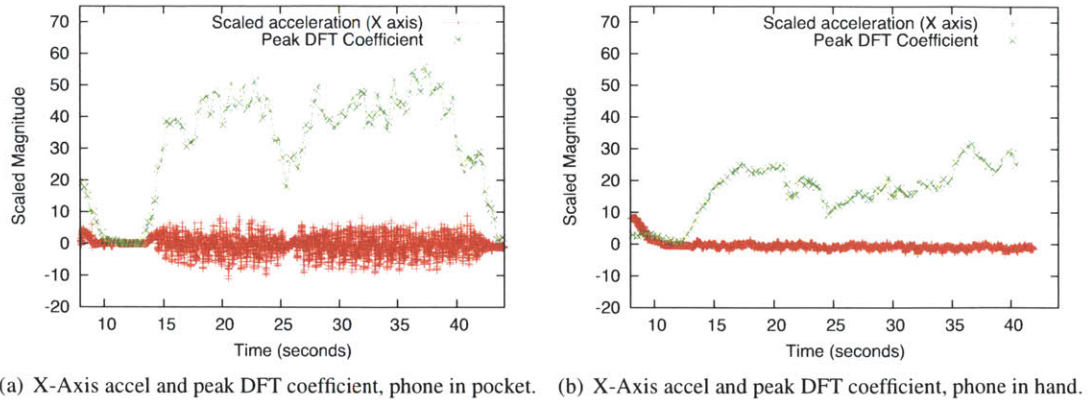 Scaled acceleration (X axis)
Peak DFT Coefficient
70
60
50
40
30
20
10
0
-10
-20
Scaled Magnitude
10 15 20 25 30 35 40
Time (seconds)
(a) X-Axis accel and peak DFT coefficient, phone in pocket.
Scaled acceleration (X axis)
Peak DFT Coefficient
70
60
50
40
30
20
10
0
-10
-20
Scaled Magnitude
10 15 20 25 30 35 40
Time (seconds)
(b) X-Axis accel and peak DFT coefficient, phone in hand.